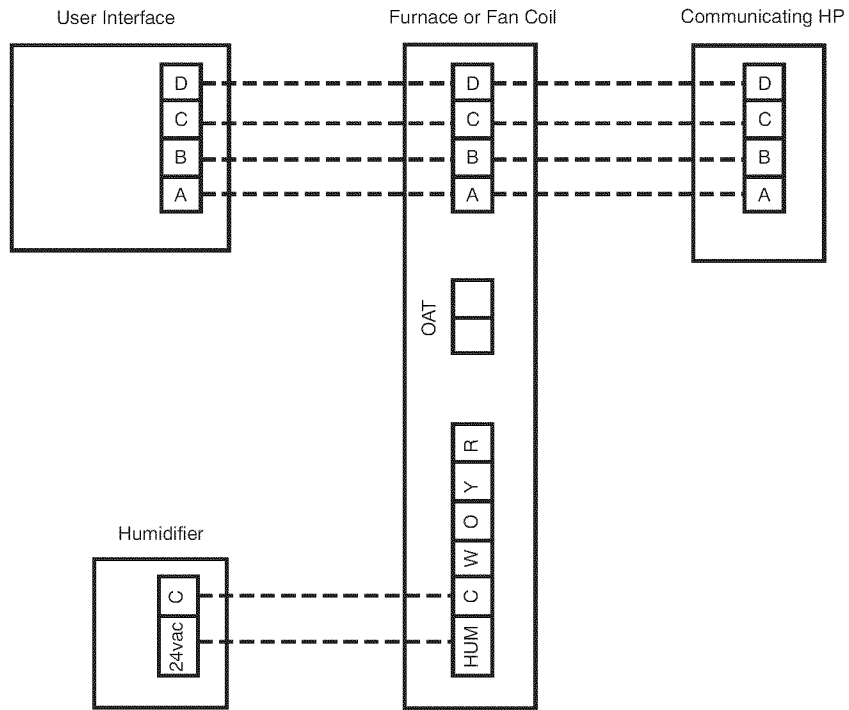 User Interface
Furnace or Fan Coil
Communicating HP
D
D
D
C
C
C
B
B
B
A
A
A
OAT
R
Y
O
W
C
HUM
Humidifier
C
24vac